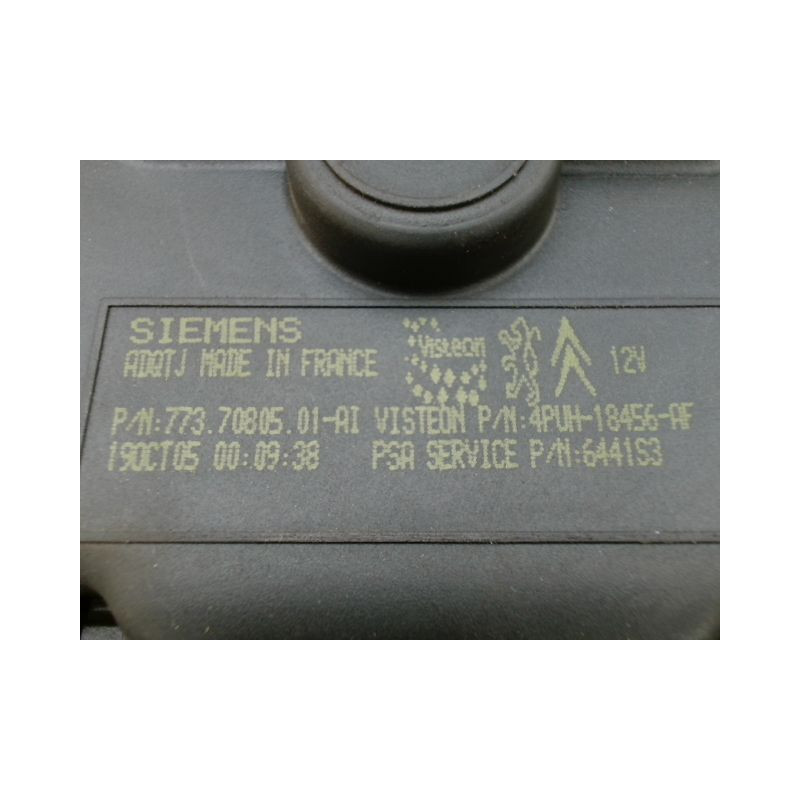 SIEMENS
ADQTJ MADE IN FRANCE Visteon 12V
P/N:773.70805.01-AI VISTEON P/N:4PUH-18456-AF
19OCT05 00:09:38 PSA SERVICE P/N:6441S3